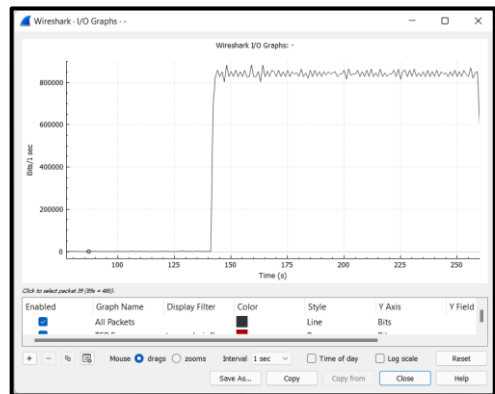 Wireshark · I/O Graphs: - -
Wireshark I/O Graphs: -
Bits/1 sec
800000
600000
400000
200000
0
100 125 150 175 200 225 250
Time (s)
Click to select packet 39 (89s = 480).
Enabled Graph Name Display Filter Color Style Y Axis Y Field
All Packets Line Bits
+ − Mouse drags zooms Interval 1 sec Time of day Log scale Reset
Save As... Copy Copy from Close Help